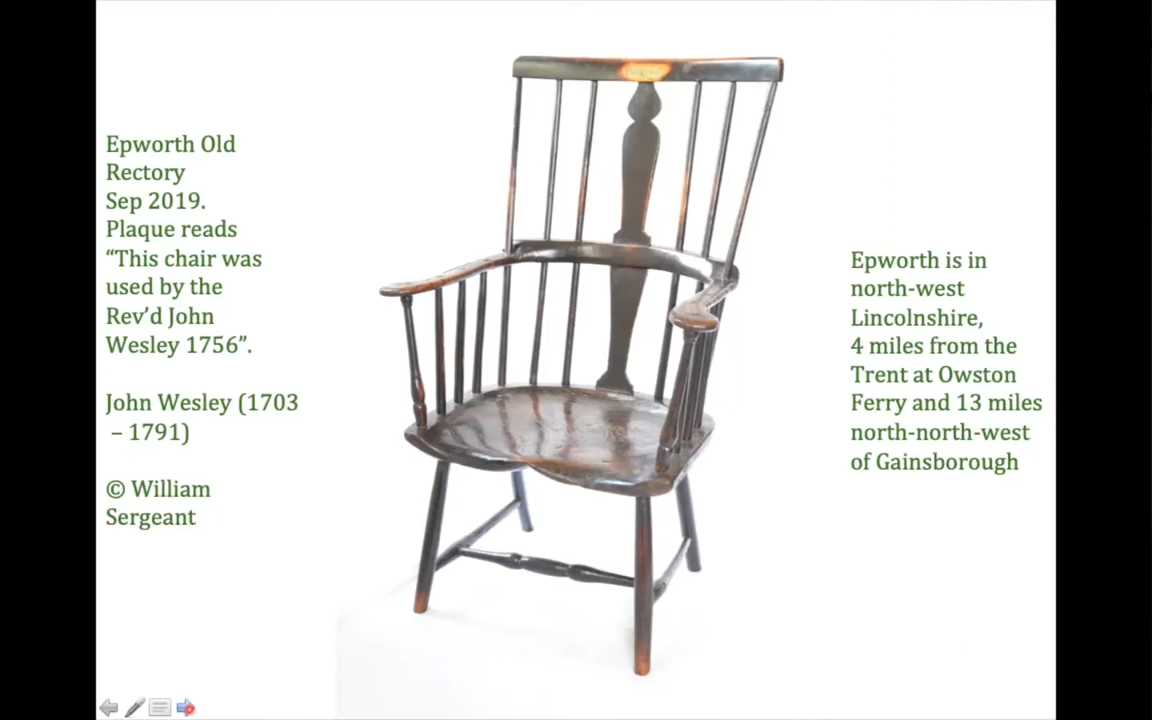 Epworth Old
Rectory
Sep 2019.
Plaque reads
“This chair was
used by the
Rev’d John
Wesley 1756”.
John Wesley (1703
– 1791)
© William
Sergeant
Epworth is in
north-west
Lincolnshire,
4 miles from the
Trent at Owston
Ferry and 13 miles
north-north-west
of Gainsborough